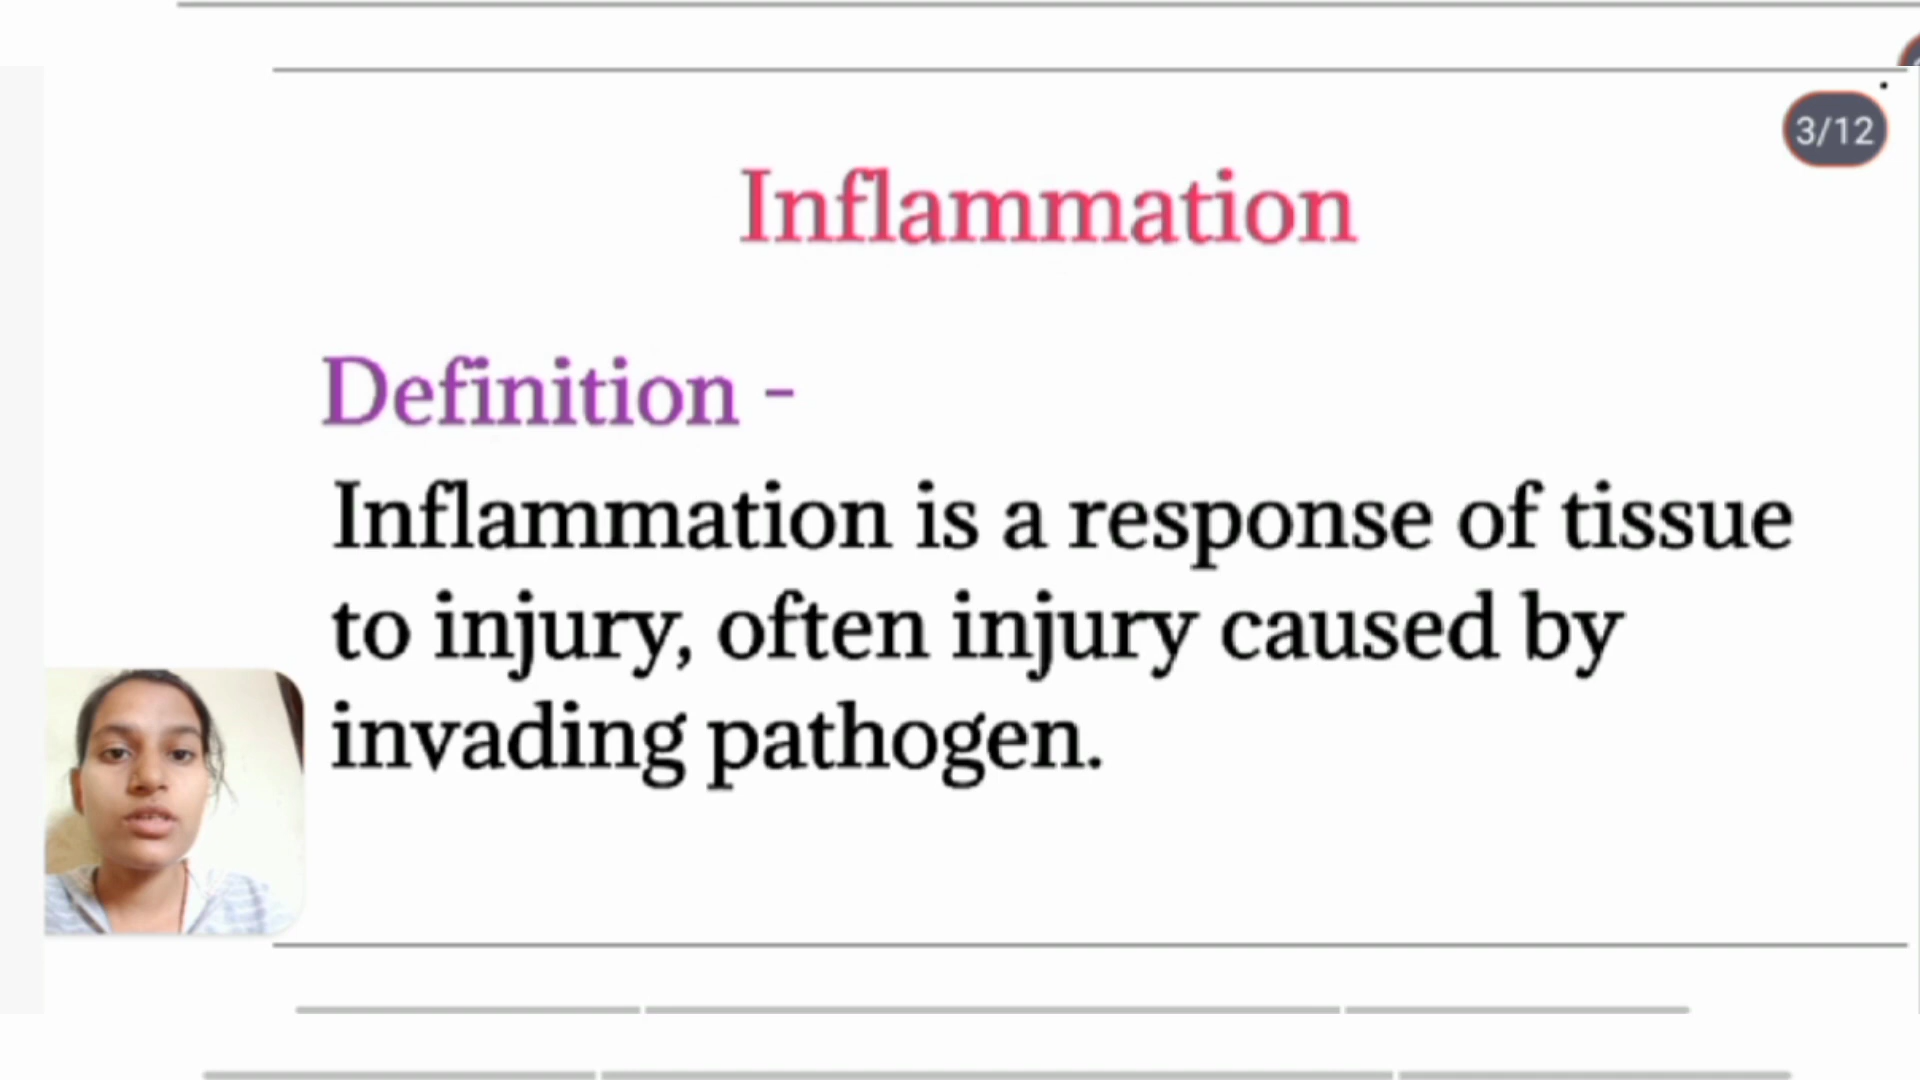 3/12
Inflammation
Definition -
Inflammation is a response of tissue
to injury, often injury caused by
invading pathogen.